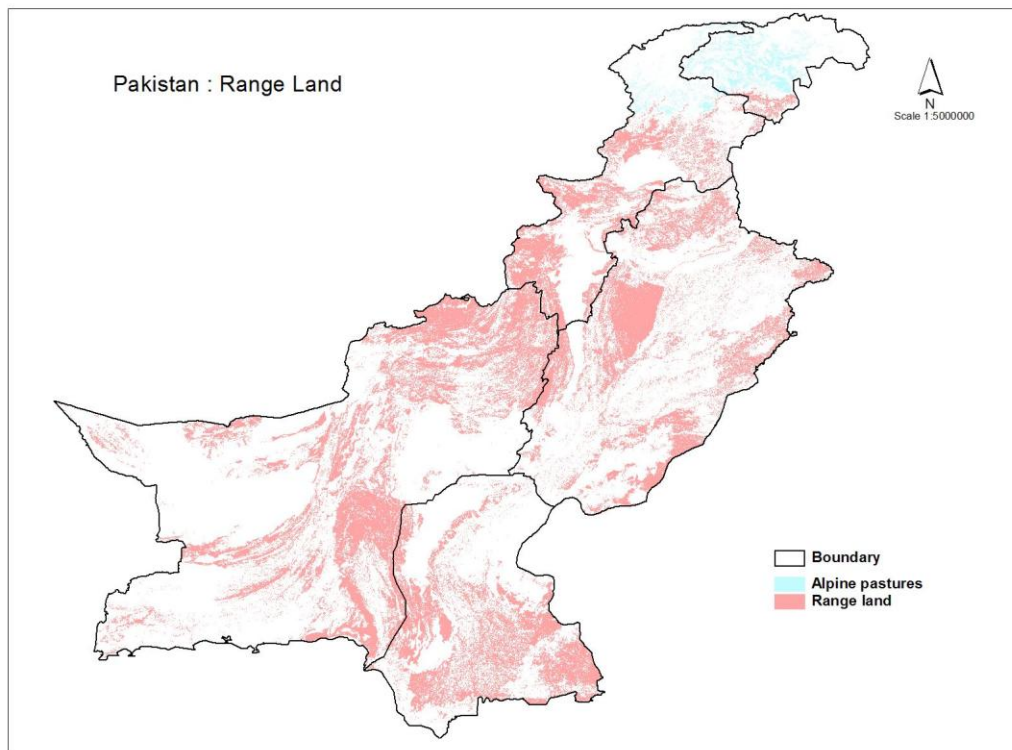 Pakistan : Range Land
N
Scale 1:5000000
Boundary
Alpine pastures
Range land